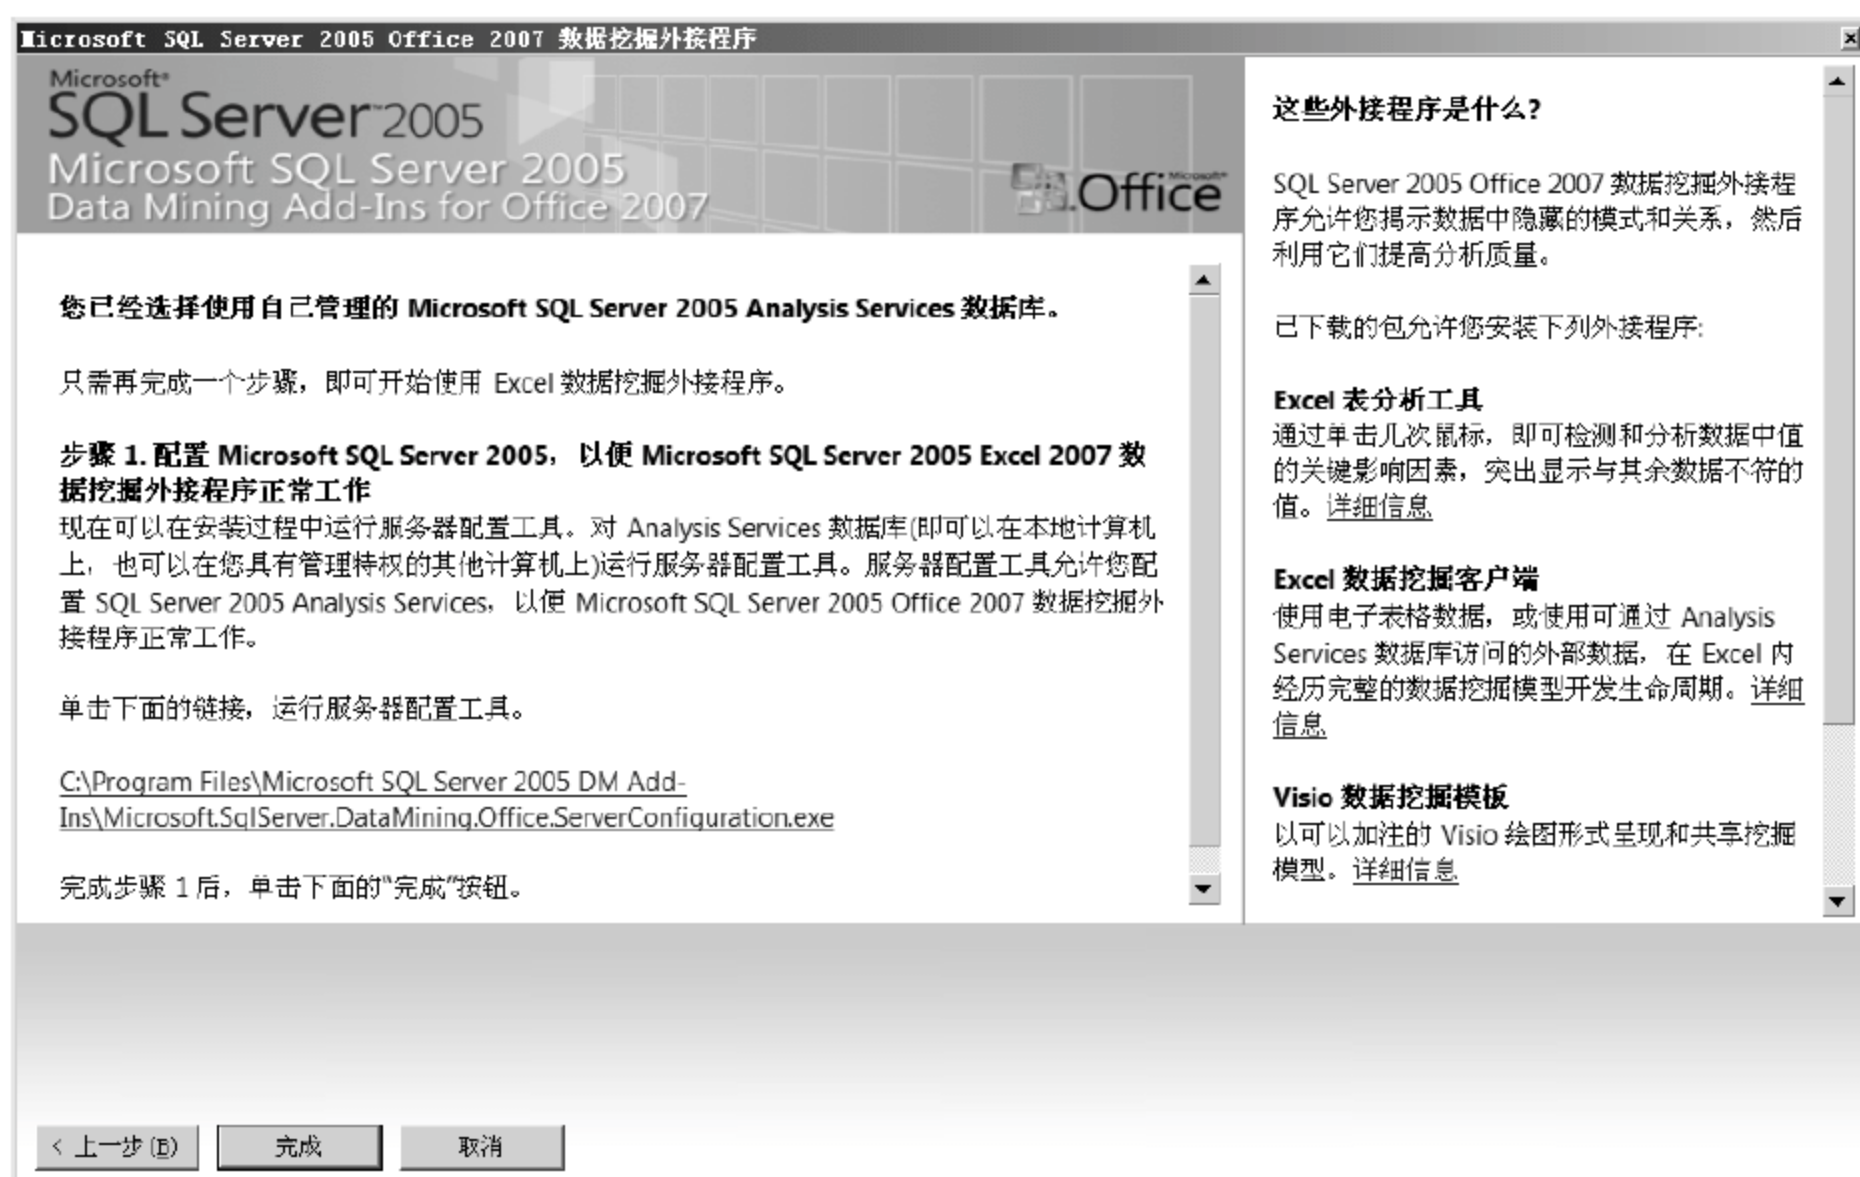 Microsoft SQL Server 2005 Office 2007 数据挖掘外接程序
Microsoft®
SQL Server™2005
Microsoft SQL Server 2005
Data Mining Add-Ins for Office 2007
Microsoft®
Office
您已经选择使用自己管理的 Microsoft SQL Server 2005 Analysis Services 数据库。
只需再完成一个步骤，即可开始使用 Excel 数据挖掘外接程序。
步骤 1. 配置 Microsoft SQL Server 2005，以便 Microsoft SQL Server 2005 Excel 2007 数
据挖掘外接程序正常工作
现在可以在安装过程中运行服务器配置工具。对 Analysis Services 数据库(即可以在本地计算机
上，也可以在您具有管理特权的其他计算机上)运行服务器配置工具。服务器配置工具允许您配
置 SQL Server 2005 Analysis Services，以便 Microsoft SQL Server 2005 Office 2007 数据挖掘外
接程序正常工作。
单击下面的链接，运行服务器配置工具。
C:\Program Files\Microsoft SQL Server 2005 DM Add-
Ins\Microsoft.SqlServer.DataMining.Office.ServerConfiguration.exe
完成步骤 1 后，单击下面的“完成”按钮。
这些外接程序是什么?
SQL Server 2005 Office 2007 数据挖掘外接程
序允许您揭示数据中隐藏的模式和关系，然后
利用它们提高分析质量。
已下载的包允许您安装下列外接程序:
Excel 表分析工具
通过单击几次鼠标，即可检测和分析数据中值
的关键影响因素，突出显示与其余数据不符的
值。详细信息
Excel 数据挖掘客户端
使用电子表格数据，或使用可通过 Analysis
Services 数据库访问的外部数据，在 Excel 内
经历完整的数据挖掘模型开发生命周期。详细
信息
Visio 数据挖掘模板
以可以加注的 Visio 绘图形式呈现和共享挖掘
模型。详细信息
< 上一步(B)
完成
取消